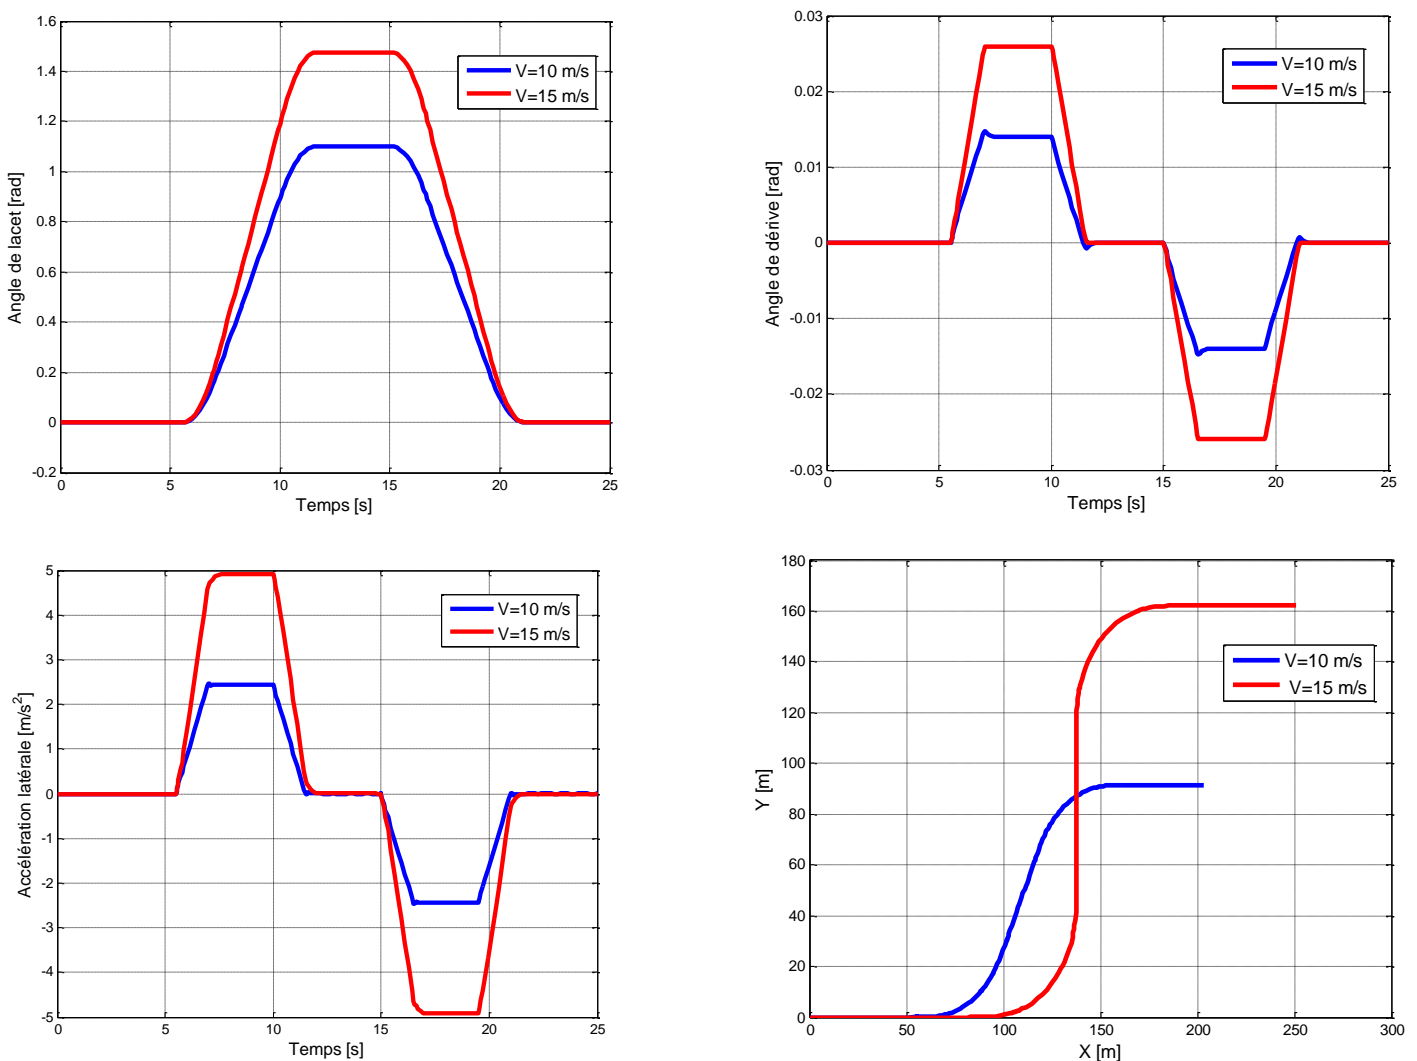 1.6
1.4
1.2
1
0.8
0.6
0.4
0.2
0
-0.2
Angle de lacet [rad]
V=10 m/s
V=15 m/s
0 5 10 15 20 25
Temps [s]
0.03
0.02
0.01
0
-0.01
-0.02
-0.03
Angle de dérive [rad]
V=10 m/s
V=15 m/s
0 5 10 15 20 25
Temps [s]
5
4
3
2
1
0
-1
-2
-3
-4
-5
Accélération latérale [m/s²]
V=10 m/s
V=15 m/s
0 5 10 15 20 25
Temps [s]
180
160
140
120
100
80
60
40
20
0
Y [m]
V=10 m/s
V=15 m/s
0 50 100 150 200 250 300
X [m]